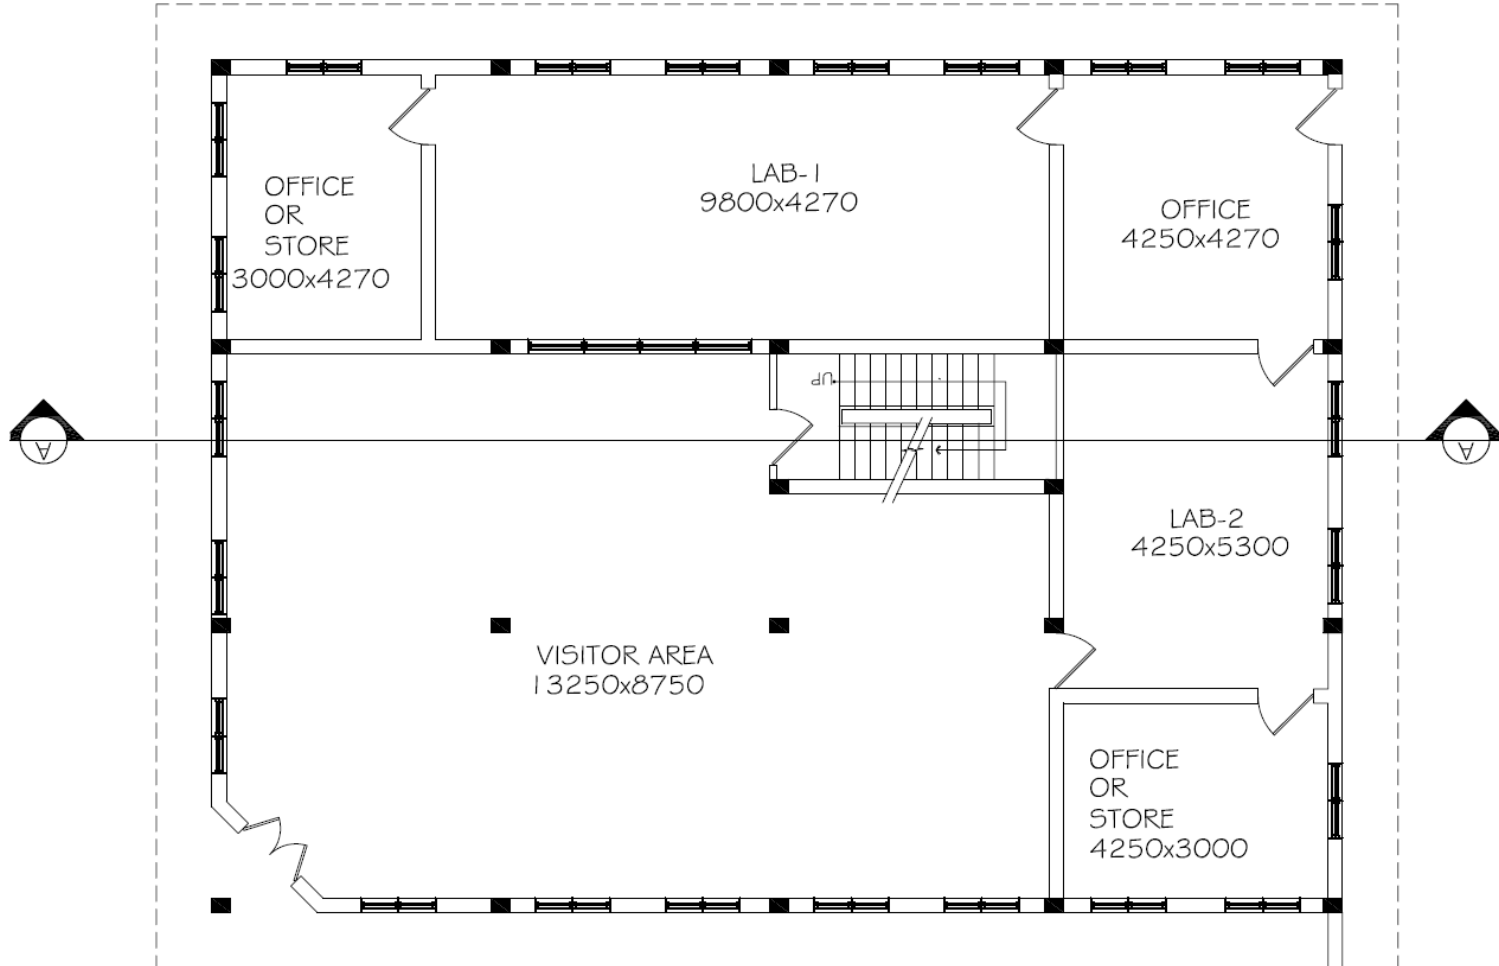 OFFICE
OR
STORE
3000x4270
LAB-1
9800x4270
OFFICE
4250x4270
UP
A
A
LAB-2
4250x5300
VISITOR AREA
13250x8750
OFFICE
OR
STORE
4250x3000